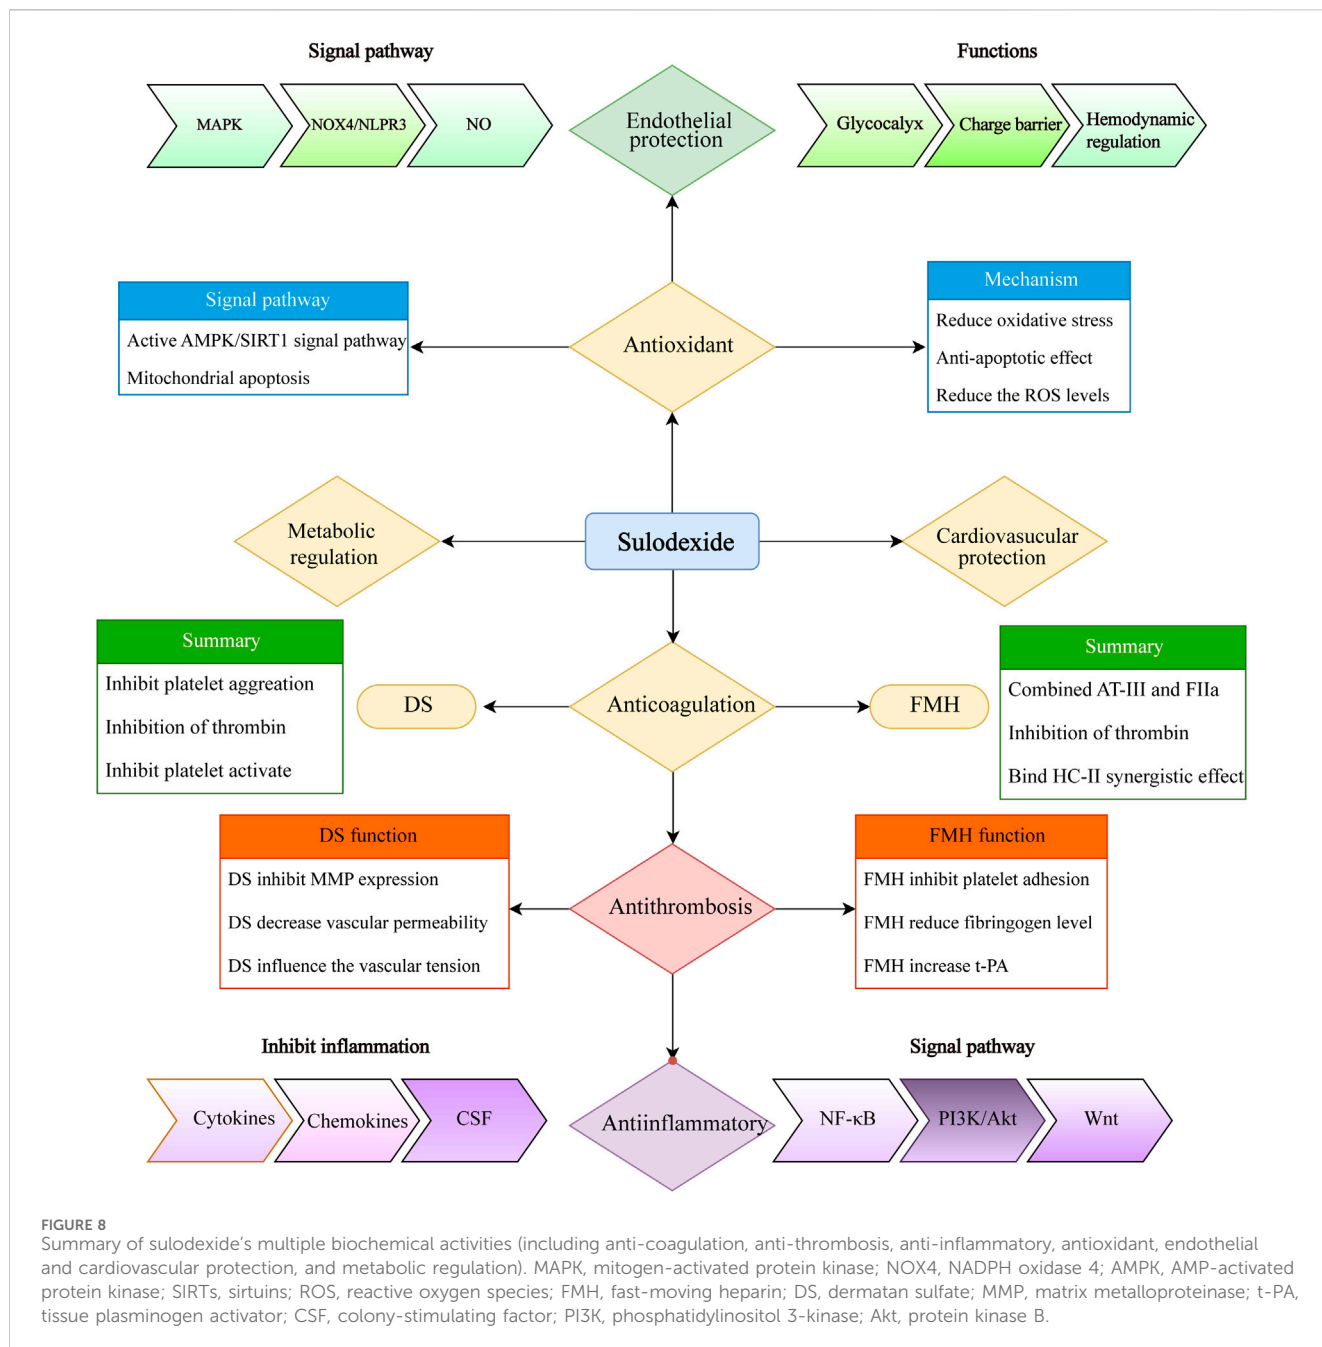 Signal pathway
Functions
MAPK
NOX4/NLPR3
NO
Endothelial
protection
Glycocalyx
Charge barrier
Hemodynamic
regulation
Signal pathway
Active AMPK/SIRT1 signal pathway
Mitochondrial apoptosis
Antioxidant
Mechanism
Reduce oxidative stress
Anti-apoptotic effect
Reduce the ROS levels
Metabolic
regulation
Sulodexide
Cardiovasucular
protection
Summary
Inhibit platelet aggreation
Inhibition of thrombin
Inhibit platelet activate
DS
Anticoagulation
FMH
Summary
Combined AT-III and FIIa
Inhibition of thrombin
Bind HC-II synergistic effect
DS function
DS inhibit MMP expression
DS decrease vascular permeability
DS influence the vascular tension
Antithrombosis
FMH function
FMH inhibit platelet adhesion
FMH reduce fibringogen level
FMH increase t-PA
Inhibit inflammation
Signal pathway
Cytokines
Chemokines
CSF
Antiinflammatory
NF-κB
PI3K/Akt
Wnt
FIGURE 8
Summary of sulodexide's multiple biochemical activities (including anti-coagulation, anti-thrombosis, anti-inflammatory, antioxidant, endothelial
and cardiovascular protection, and metabolic regulation). MAPK, mitogen-activated protein kinase; NOX4, NADPH oxidase 4; AMPK, AMP-activated
protein kinase; SIRTs, sirtuins; ROS, reactive oxygen species; FMH, fast-moving heparin; DS, dermatan sulfate; MMP, matrix metalloproteinase; t-PA,
tissue plasminogen activator; CSF, colony-stimulating factor; PI3K, phosphatidylinositol 3-kinase; Akt, protein kinase B.